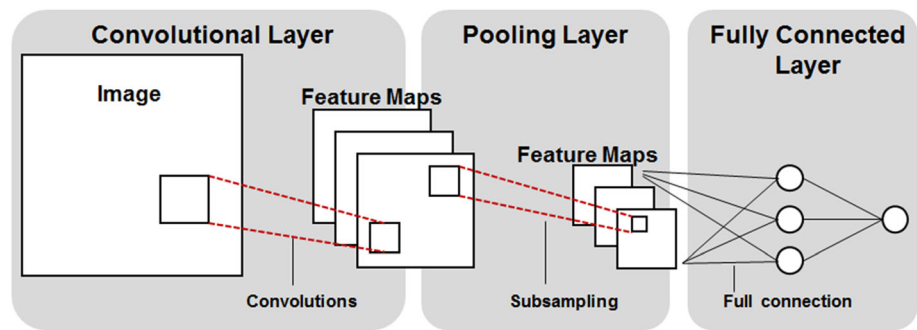 Convolutional Layer
Image
Feature Maps
Convolutions
Pooling Layer
Feature Maps
Subsampling
Fully Connected
Layer
Full connection